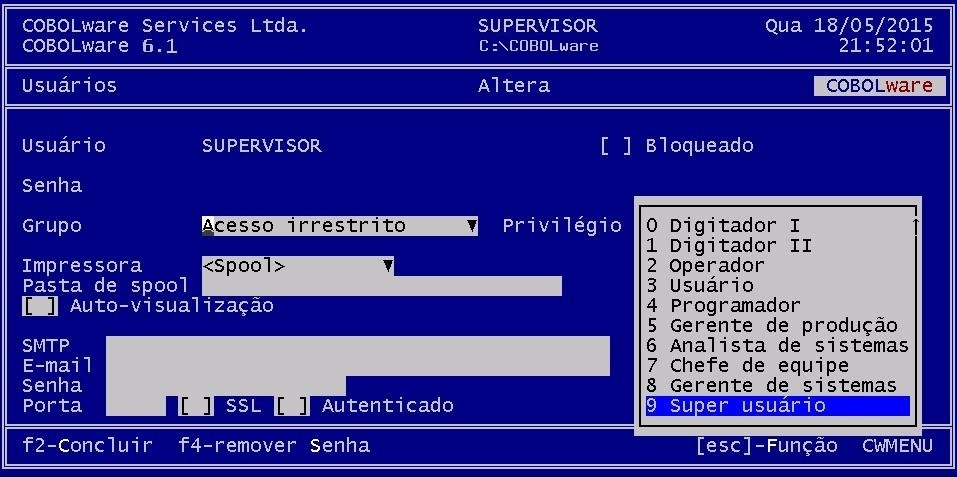 COBOLware Services Ltda. SUPERVISOR Qua 18/05/2015
COBOLware 6.1 C:\COBOLware 21:52:01
Usuários Altera COBOLware
Usuário SUPERVISOR [ ] Bloqueado
Senha
Grupo Acesso irrestrito ▼ Privilégio
0 Digitador I ↑
1 Digitador II
Impressora <Spool> ▼
2 Operador
Pasta de spool
3 Usuário
[ ] Auto-visualização
4 Programador
5 Gerente de produção
SMTP
6 Analista de sistemas
E-mail
7 Chefe de equipe
Senha
8 Gerente de sistemas
Porta [ ] SSL [ ] Autenticado
9 Super usuário
f2-Concluir f4-remover Senha [esc]-Função CWMENU